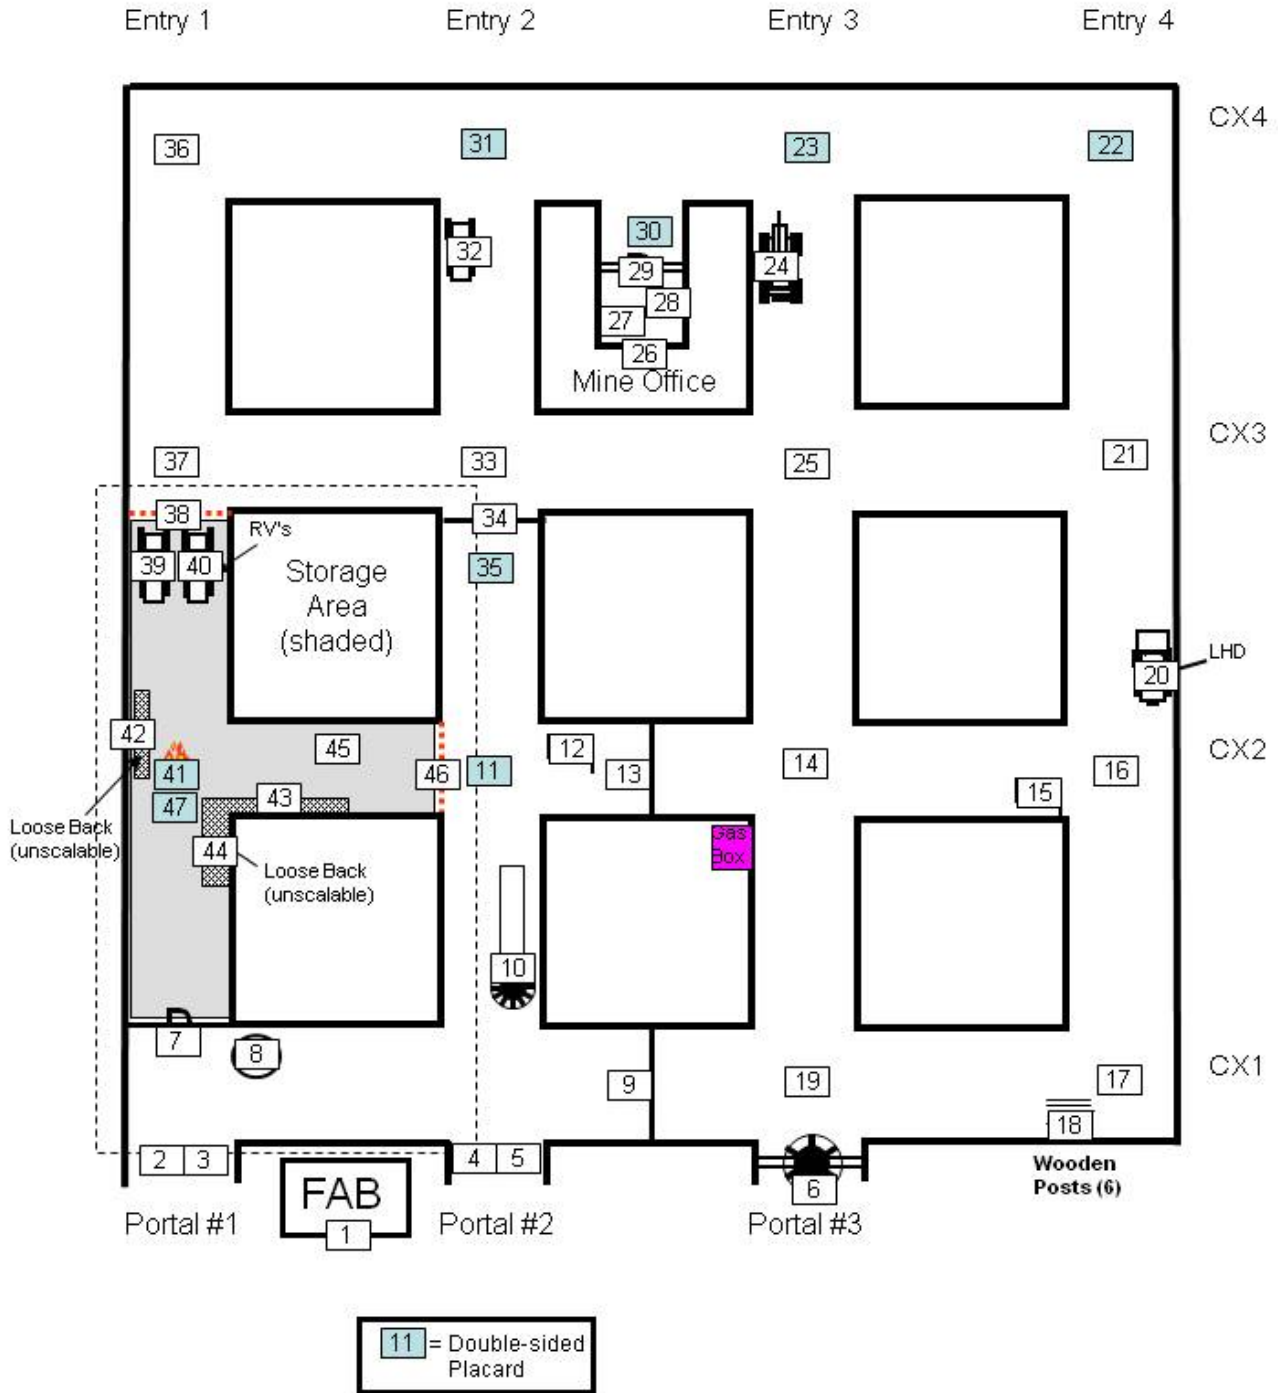 Entry 1
Entry 2
Entry 3
Entry 4
CX4
36
31
23
22
32
30
29
28
27
26
24
Mine Office
CX3
37
33
25
21
38
34
RV's
39
40
35
Storage
Area
(shaded)
LHD
20
42
45
12
14
CX2
41
46
11
13
16
47
43
15
Loose Back
(unscalable)
44
Gas
Box
Loose Back
(unscalable)
10
7
8
9
19
17
CX1
18
2
3
4
5
6
Wooden
Posts (6)
FAB
1
Portal #1
Portal #2
Portal #3
11 = Double-sided
Placard